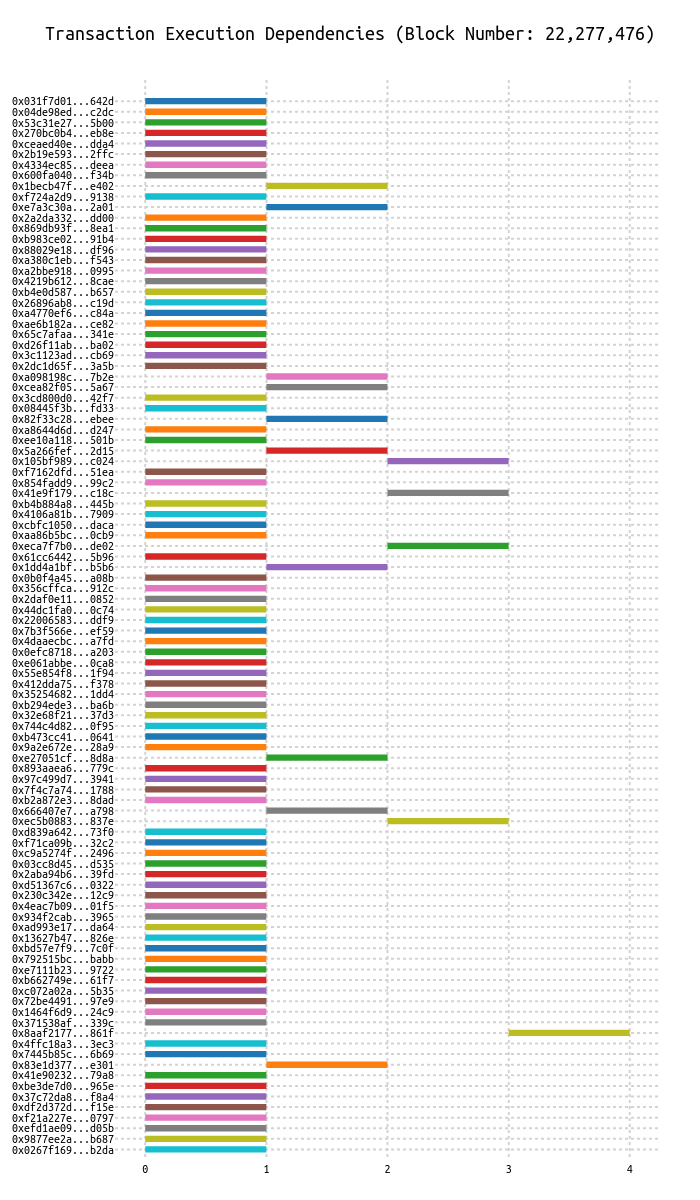 Transaction Execution Dependencies (Block Number: 22,277,476)
0x031f7d01...642d
0x04de98ed...c2dc
0x53c31e27...5b00
0x270bc0b4...eb8e
0xceaed40e...dda4
0x2b19e593...2ffc
0x4334ec85...deea
0x600fa040...f34b
0x1becb47f...e402
0xf724a2d9...9138
0xe7a3c30a...2a01
0x2a2da332...dd00
0x869db93f...8ea1
0xb983ce02...91b4
0x88029e18...df96
0xa380c1eb...f543
0xa2bbe918...0995
0x4219b612...8cae
0xb4e0d587...b657
0x26896ab8...c19d
0xa4770ef6...c84a
0xae6b182a...ce82
0x65c7afaa...341e
0xd26f11ab...ba02
0x3c1123ad...cb69
0x2dc1d65f...3a5b
0xa098198c...7b2e
0xcea82f05...5a67
0x3cd800d0...42f7
0x08445f3b...fd33
0x82f33c28...ebee
0xa8644d6d...d247
0xee10a118...501b
0x5a266fef...2d15
0x105bf989...c024
0xf7162dfd...51ea
0x854fadd9...99c2
0x41e9f179...c18c
0xb4b884a8...445b
0x4106a81b...7909
0xcbfc1050...daca
0xaa86b5bc...0cb9
0xeca7f7b0...de02
0x61cc6442...5b96
0x1dd4a1bf...b5b6
0x0b0f4a45...a08b
0x356cffca...912c
0x2daf0e11...0852
0x44dc1fa0...0c74
0x22006583...ddf9
0x7b3f566e...ef59
0x4daaecbc...a7fd
0x0efc8718...a203
0xe061abbe...0ca8
0x55e854f8...1f94
0x412dda75...f378
0x35254682...1dd4
0xb294ede3...ba6b
0x32e68f21...37d3
0x744c4d82...0f95
0xb473cc41...0641
0x9a2e672e...28a9
0xe27051cf...8d8a
0x893aaea6...779c
0x97c499d7...3941
0x7f4c7a74...1788
0xb2a872e3...8dad
0x666407e7...a798
0xec5b0883...837e
0xd839a642...73f0
0xf71ca09b...32c2
0xc9a5274f...2496
0x03cc8d45...d535
0x2aba94b6...39fd
0xd51367c6...0322
0x230c342e...12c9
0x4eac7b09...01f5
0x934f2cab...3965
0xad993e17...da64
0x13627b47...826e
0xbd57e7f9...7c0f
0x792515bc...babb
0xe7111b23...9722
0xb662749e...61f7
0xc072a02a...5b35
0x72be4491...97e9
0x1464f6d9...24c9
0x371538af...339c
0x8aaf2177...861f
0x4ffc18a3...3ec3
0x7445b85c...6b69
0x83e1d377...e301
0x41e90232...79a8
0xbe3de7d0...965e
0x37c72da8...f8a4
0xdf2d372d...f15e
0xf21a227e...0797
0xefd1ae09...d05b
0x9877ee2a...b687
0x0267f169...b2da
0 1 2 3 4